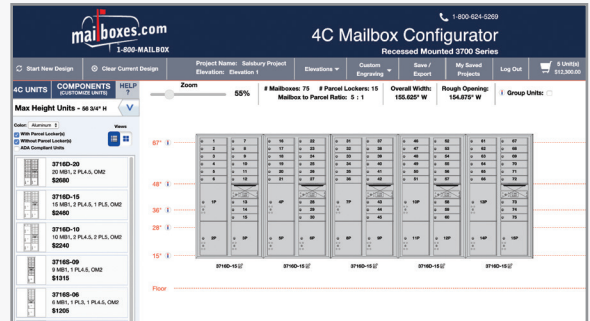 mailboxes.com
1-800-MAILBOX
1-800-624-5269
4C Mailbox Configurator
Recessed Mounted 3700 Series
Start New Design
Clear Current Design
Project Name: Salsbury Project
Elevation: Elevation 1
Elevations
Custom Engraving
Save / Export
My Saved Projects
Log Out
5 Unit(s)
$12,300.00
4C UNITS
COMPONENTS
(CUSTOMIZE UNITS)
HELP
?
Zoom
55%
# Mailboxes: 75 # Parcel Lockers: 15
Mailbox to Parcel Ratio: 5 : 1
Overall Width:
155.625" W
Rough Opening:
154.875" W
Group Units:
Max Height Units - 56 3/4" H
V
Color: Aluminum
Views
With Parcel Locker(s)
Without Parcel Locker(s)
ADA Compliant Units
3716D-20
20 MB1, 2 PL4.5, OM2
$2680
3716D-15
15 MB1, 2 PL4.5, 1 PL5, OM2
$2460
3716D-10
10 MB1, 2 PL4.5, 2 PL5, OM2
$2240
3716S-09
9 MB1, 1 PL4.5, OM2
$1315
3716S-06
6 MB1, 1 PL3, 1 PL4.5, OM2
$1205
67"
48"
36"
28"
15"
Floor
3716D-15
3716D-15
3716D-15
3716D-15
3716D-15